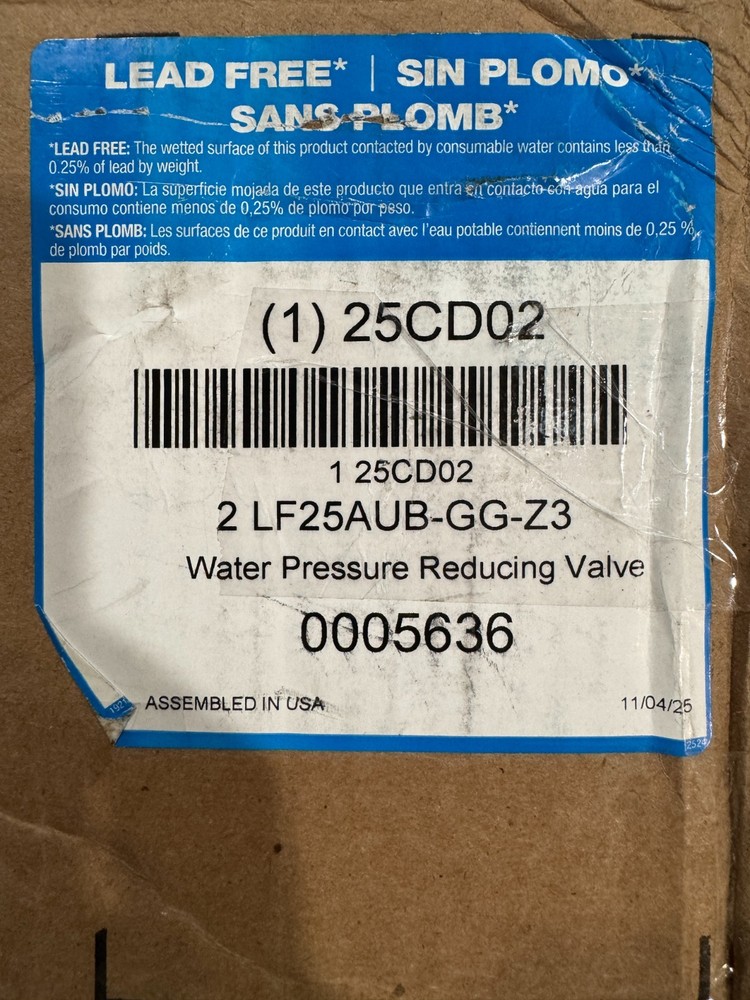 LEAD FREE* | SIN PLOMO*
SANS PLOMB*
*LEAD FREE: The wetted surface of this product contacted by consumable water contains less than
0.25% of lead by weight.
*SIN PLOMO: La superficie mojada de este producto que entra en contacto con agua para el
consumo contiene menos de 0,25% de plomo por peso.
*SANS PLOMB: Les surfaces de ce produit en contact avec l'eau potable contiennent moins de 0,25 %
de plomb par poids.
(1) 25CD02
1 25CD02
2 LF25AUB-GG-Z3
Water Pressure Reducing Valve
0005636
ASSEMBLED IN USA 11/04/25
1921 2524